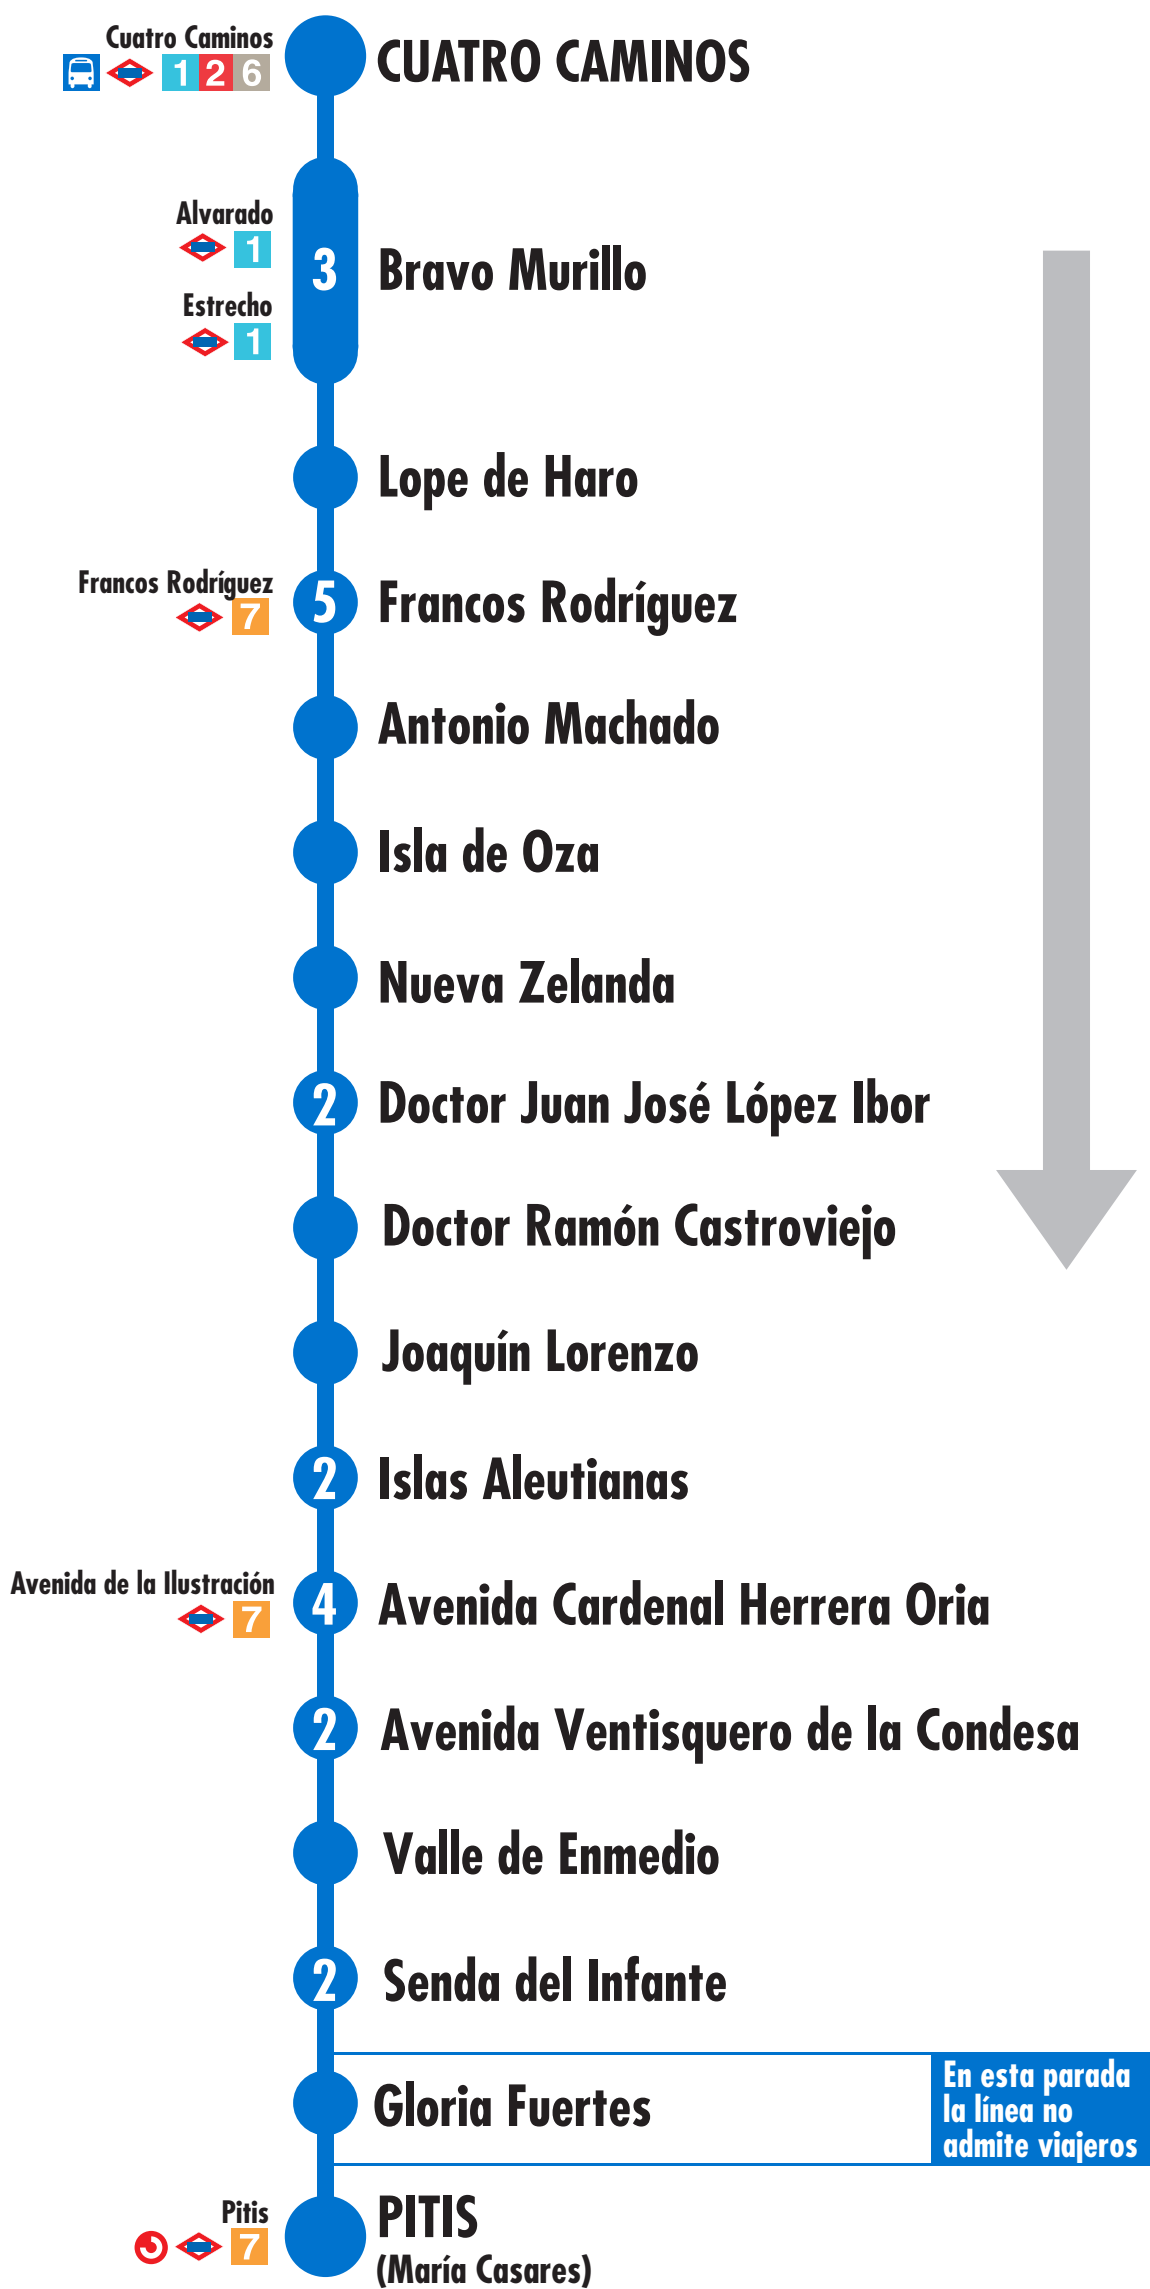 Cuatro Caminos
1 2 6
CUATRO CAMINOS
Alvarado
1
Estrecho
1
3
Bravo Murillo
Lope de Haro
Francos Rodríguez
7
5
Francos Rodríguez
Antonio Machado
Isla de Oza
Nueva Zelanda
2
Doctor Juan José López Ibor
Doctor Ramón Castroviejo
Joaquín Lorenzo
2
Islas Aleutianas
Avenida de la Ilustración
7
4
Avenida Cardenal Herrera Oria
2
Avenida Ventisquero de la Condesa
Valle de Enmedio
2
Senda del Infante
Gloria Fuertes
En esta parada
la línea no
admite viajeros
Pitis
7
PITIS
(María Casares)